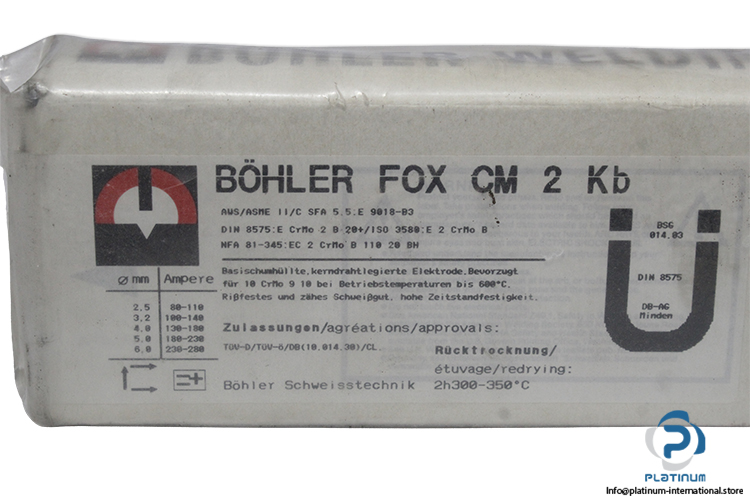 BÖHLER WELDIN
BÖHLER FOX CM 2 Kb
AWS/ASME II/C SFA 5.5:E 9018-B3
DIN 8575:E CrMo 2 B 20+/ISO 3580:E 2 CrMo B
NFA 81-345:EC 2 CrMo B 110 20 BH
Basischumhüllte, kerndrahtlegierte Elektrode. Bevorzugt
für 10 CrMo 9 10 bei Betriebstemperaturen bis 600°C.
Rißfestes und zähes Schweißgut, hohe Zeitstandfestigkeit.
ø mm Ampere
2.5 80-110
3,2 100-140
4.0 130-180
5.0 180-230
6.0 230-280
Zulassungen/agréations/approvals:
TÜV-D/TÜV-ö/DB(10.014.30)/CL.
Böhler Schweisstechnik
Rücktrocknung/
étuvage/redrying:
2h300-350°C
BSG
014.03
Ü
DIN 8575
DB-AG
Minden
PLATINUM
Info@platinum-international.store